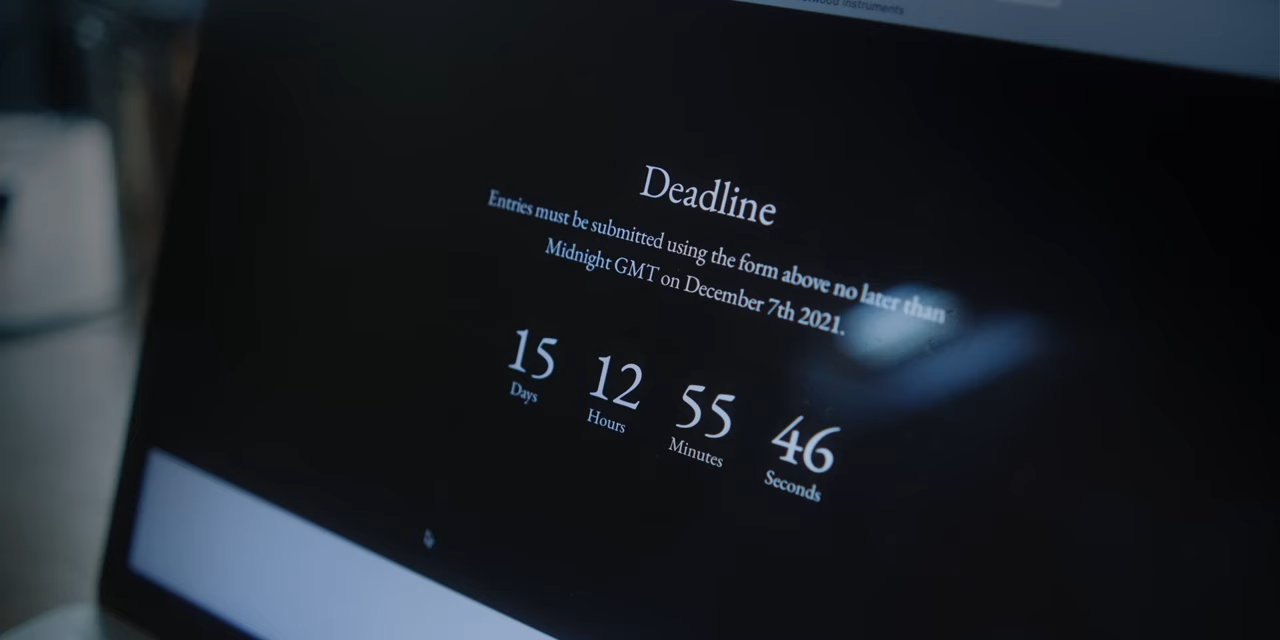 Instruments
Deadline
Entries must be submitted using the form above no later than
Midnight GMT on December 7th 2021.
15 12 55 46
Days Hours Minutes Seconds